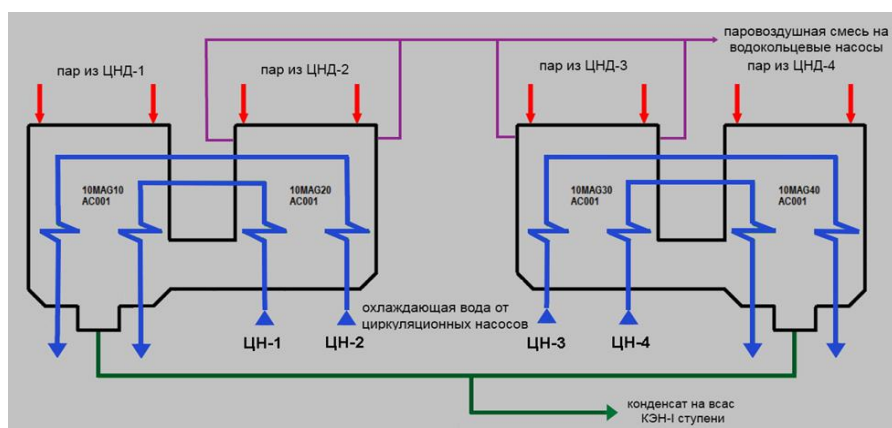 паровоздушная смесь на
водокольцевые насосы
пар из ЦНД-1
пар из ЦНД-2
пар из ЦНД-3
пар из ЦНД-4
10MAG10
AC001
10MAG20
AC001
10MAG30
AC001
10MAG40
AC001
охлаждающая вода от
циркуляционных насосов
ЦН-1
ЦН-2
ЦН-3
ЦН-4
конденсат на всас
КЭН-I ступени